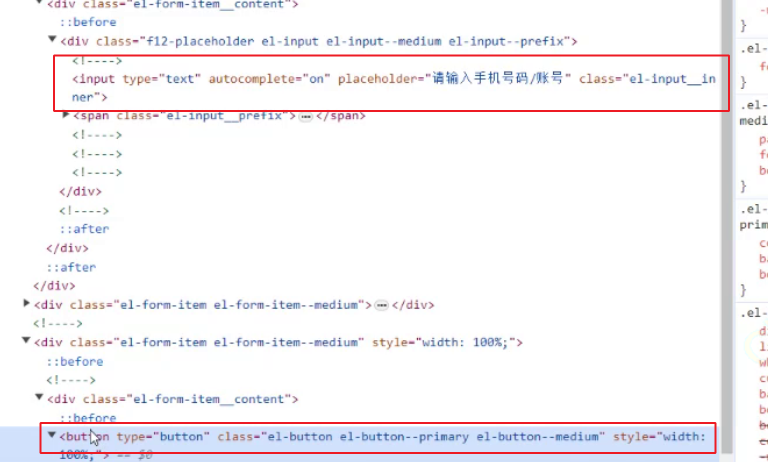 <div class="el-form-item__content">
::before
<div class="f12-placeholder el-input el-input--medium el-input--prefix">
<!---->
<input type="text" autocomplete="on" placeholder="请输入手机号码/账号" class="el-input__in
ner">
<span class="el-input__prefix"> </span>
<!---->
<!---->
<!---->
</div>
<!---->
::after
</div>
::after
</div>
<div class="el-form-item el-form-item--medium"> </div>
<!---->
<div class="el-form-item el-form-item--medium" style="width: 100%;">
::before
<!---->
<div class="el-form-item__content">
::before
<button type="button" class="el-button el-button--primary el-button--medium" style="width:
100%;"> == $0
}
.el-
fo
}
.el-
medi
pa
fo
bo
}
.el-
prim
co
ba
bo
}
.el-
di
li
wh
cu
ba
bo